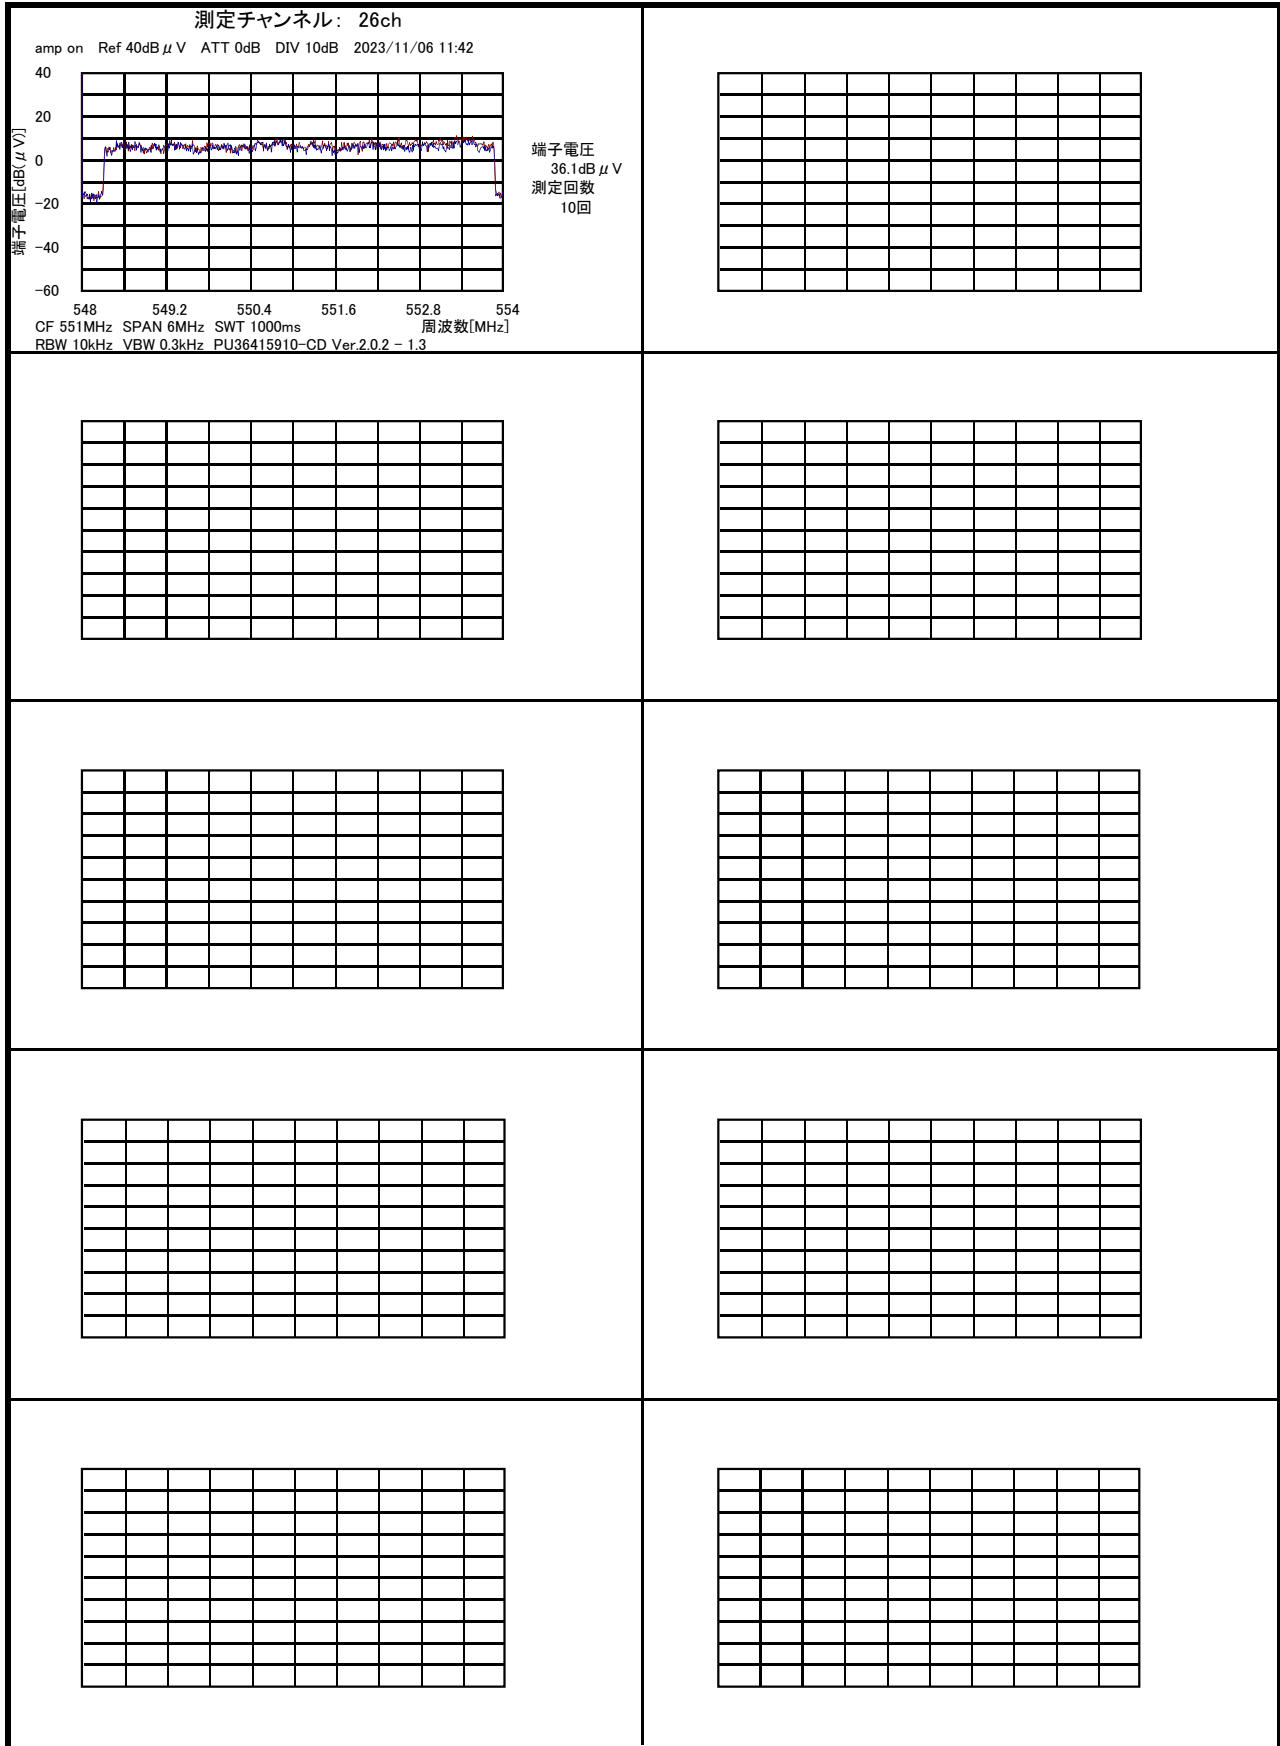 測定チャンネル： 26ch
amp on Ref 40dBμV ATT 0dB DIV 10dB 2023/11/06 11:42
40
20
0
−20
−40
−60
端子電圧[dB(μV)]
端子電圧
36.1dBμV
測定回数
10回
548 549.2 550.4 551.6 552.8 554
CF 551MHz SPAN 6MHz SWT 1000ms 周波数[MHz]
RBW 10kHz VBW 0.3kHz PU36415910-CD Ver.2.0.2 − 1.3